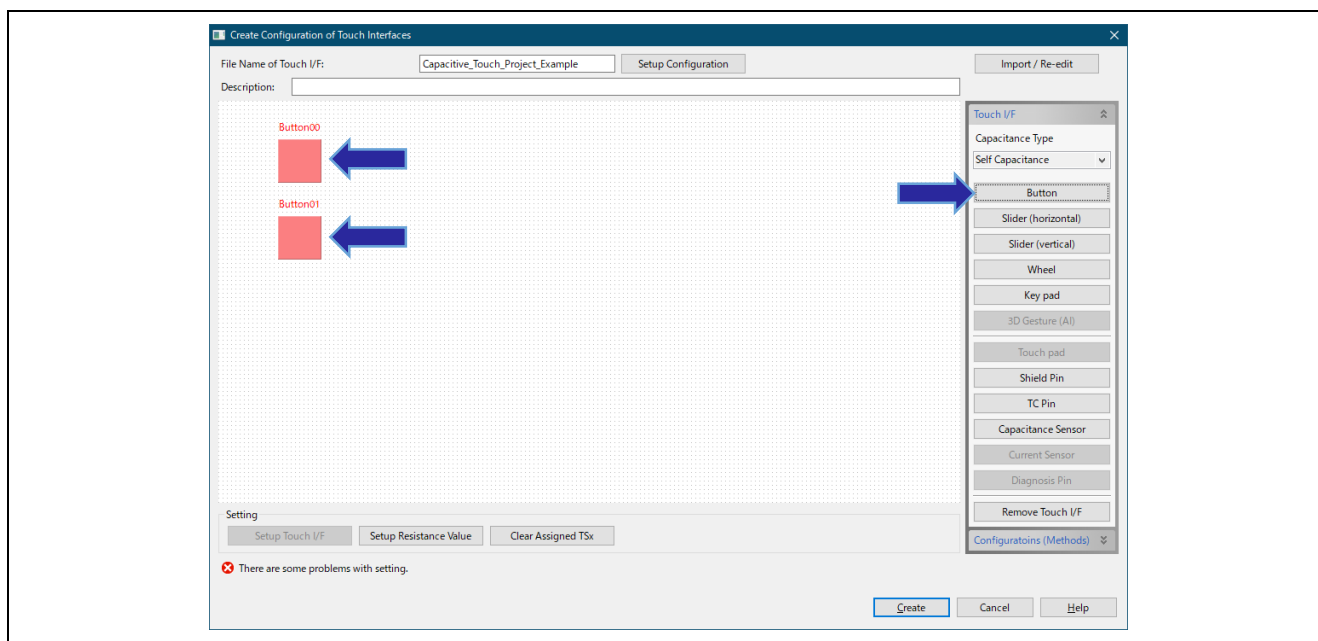 Create Configuration of Touch Interfaces
File Name of Touch I/F: Capacitive_Touch_Project_Example Setup Configuration Import / Re-edit
Description:
Button00
Button01
Touch I/F
Capacitance Type
Self Capacitance
Button
Slider (horizontal)
Slider (vertical)
Wheel
Key pad
3D Gesture (AI)
Touch pad
Shield Pin
TC Pin
Capacitance Sensor
Current Sensor
Diagnosis Pin
Remove Touch I/F
Configuratoins (Methods)
Setting
Setup Touch I/F Setup Resistance Value Clear Assigned TSx
There are some problems with setting.
Create Cancel Help